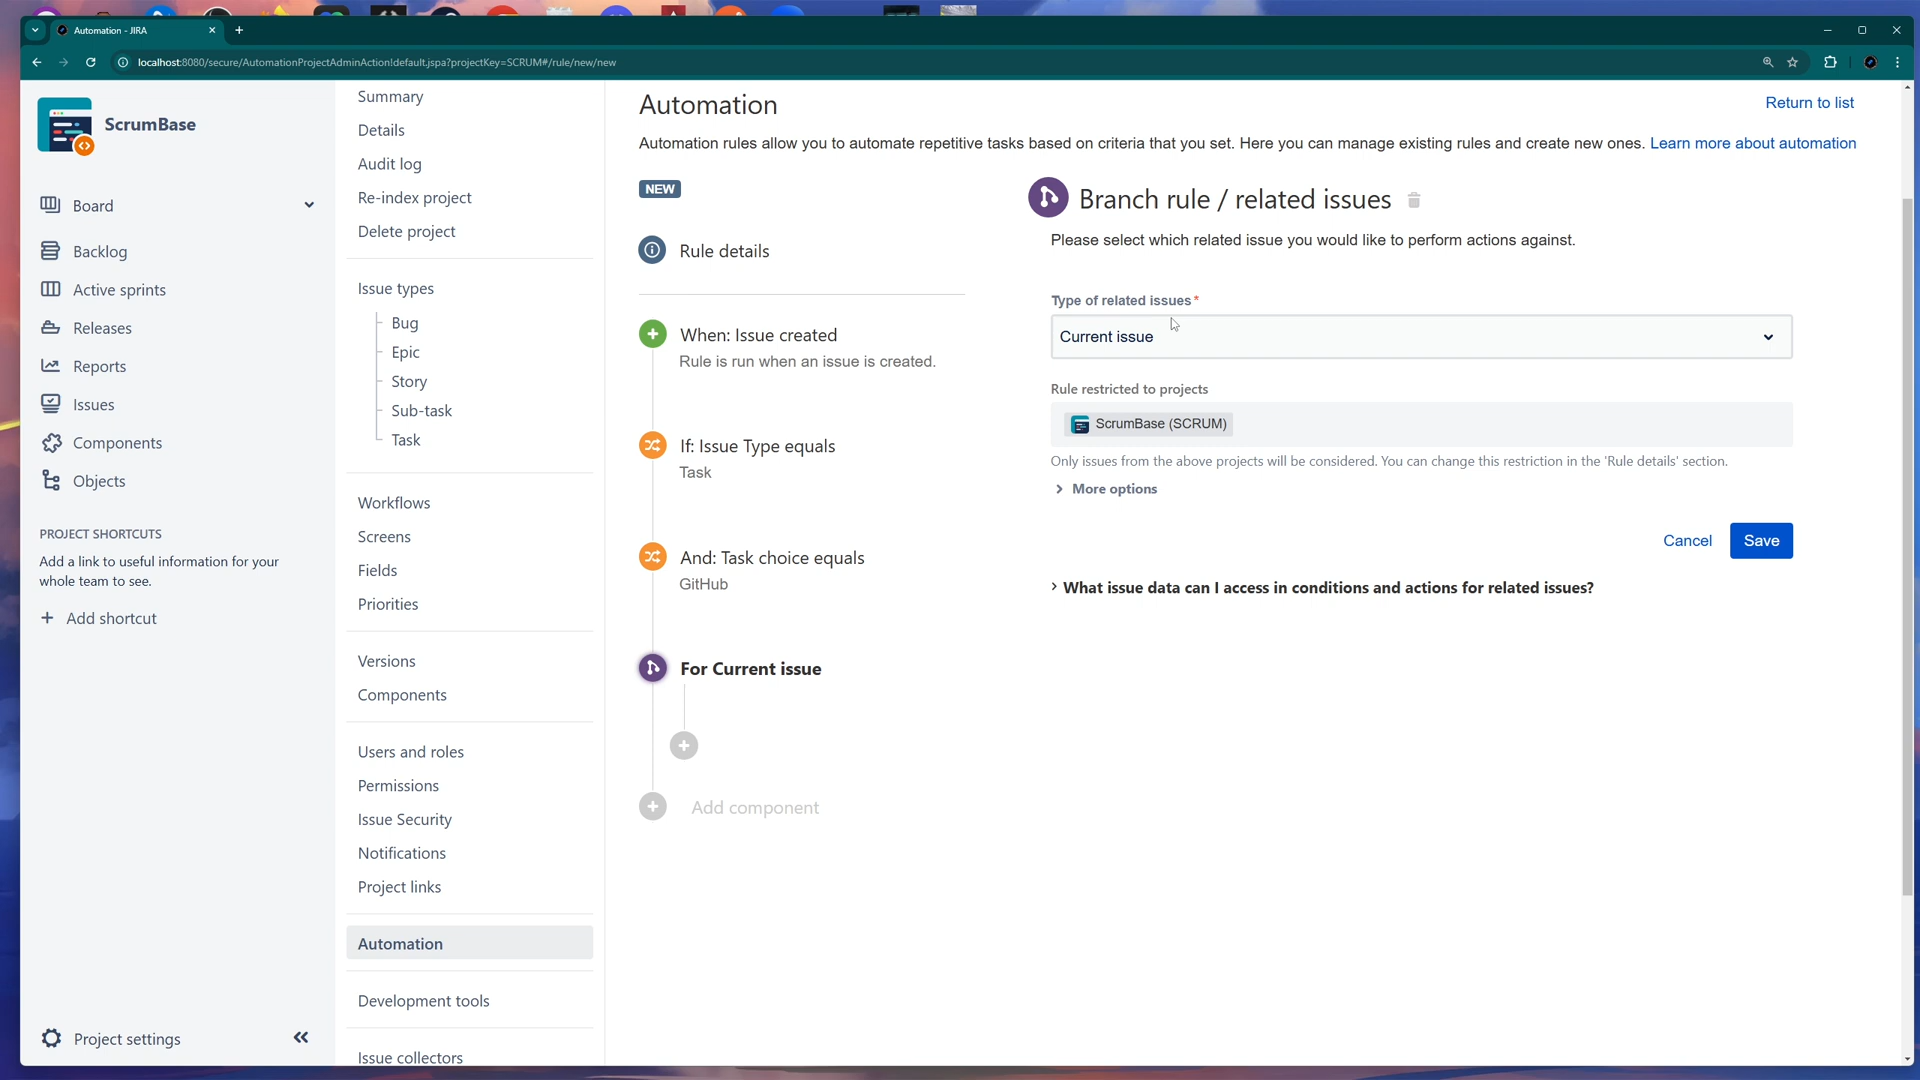 Automation - JIRA
localhost:8080/secure/AutomationProjectAdminAction!default.jspa?projectKey=SCRUM#/rule/new/new
ScrumBase
Board
Backlog
Active sprints
Releases
Reports
Issues
Components
Objects
PROJECT SHORTCUTS
Add a link to useful information for your
whole team to see.
Add shortcut
Project settings
Summary
Details
Audit log
Re-index project
Delete project
Issue types
Bug
Epic
Story
Sub-task
Task
Workflows
Screens
Fields
Priorities
Versions
Components
Users and roles
Permissions
Issue Security
Notifications
Project links
Automation
Development tools
Issue collectors
Automation
Return to list
Automation rules allow you to automate repetitive tasks based on criteria that you set. Here you can manage existing rules and create new ones. Learn more about automation
NEW
Rule details
When: Issue created
Rule is run when an issue is created.
If: Issue Type equals
Task
And: Task choice equals
GitHub
For Current issue
Add component
Branch rule / related issues
Please select which related issue you would like to perform actions against.
Type of related issues*
Current issue
Rule restricted to projects
ScrumBase (SCRUM)
Only issues from the above projects will be considered. You can change this restriction in the 'Rule details' section.
More options
Cancel
Save
What issue data can I access in conditions and actions for related issues?